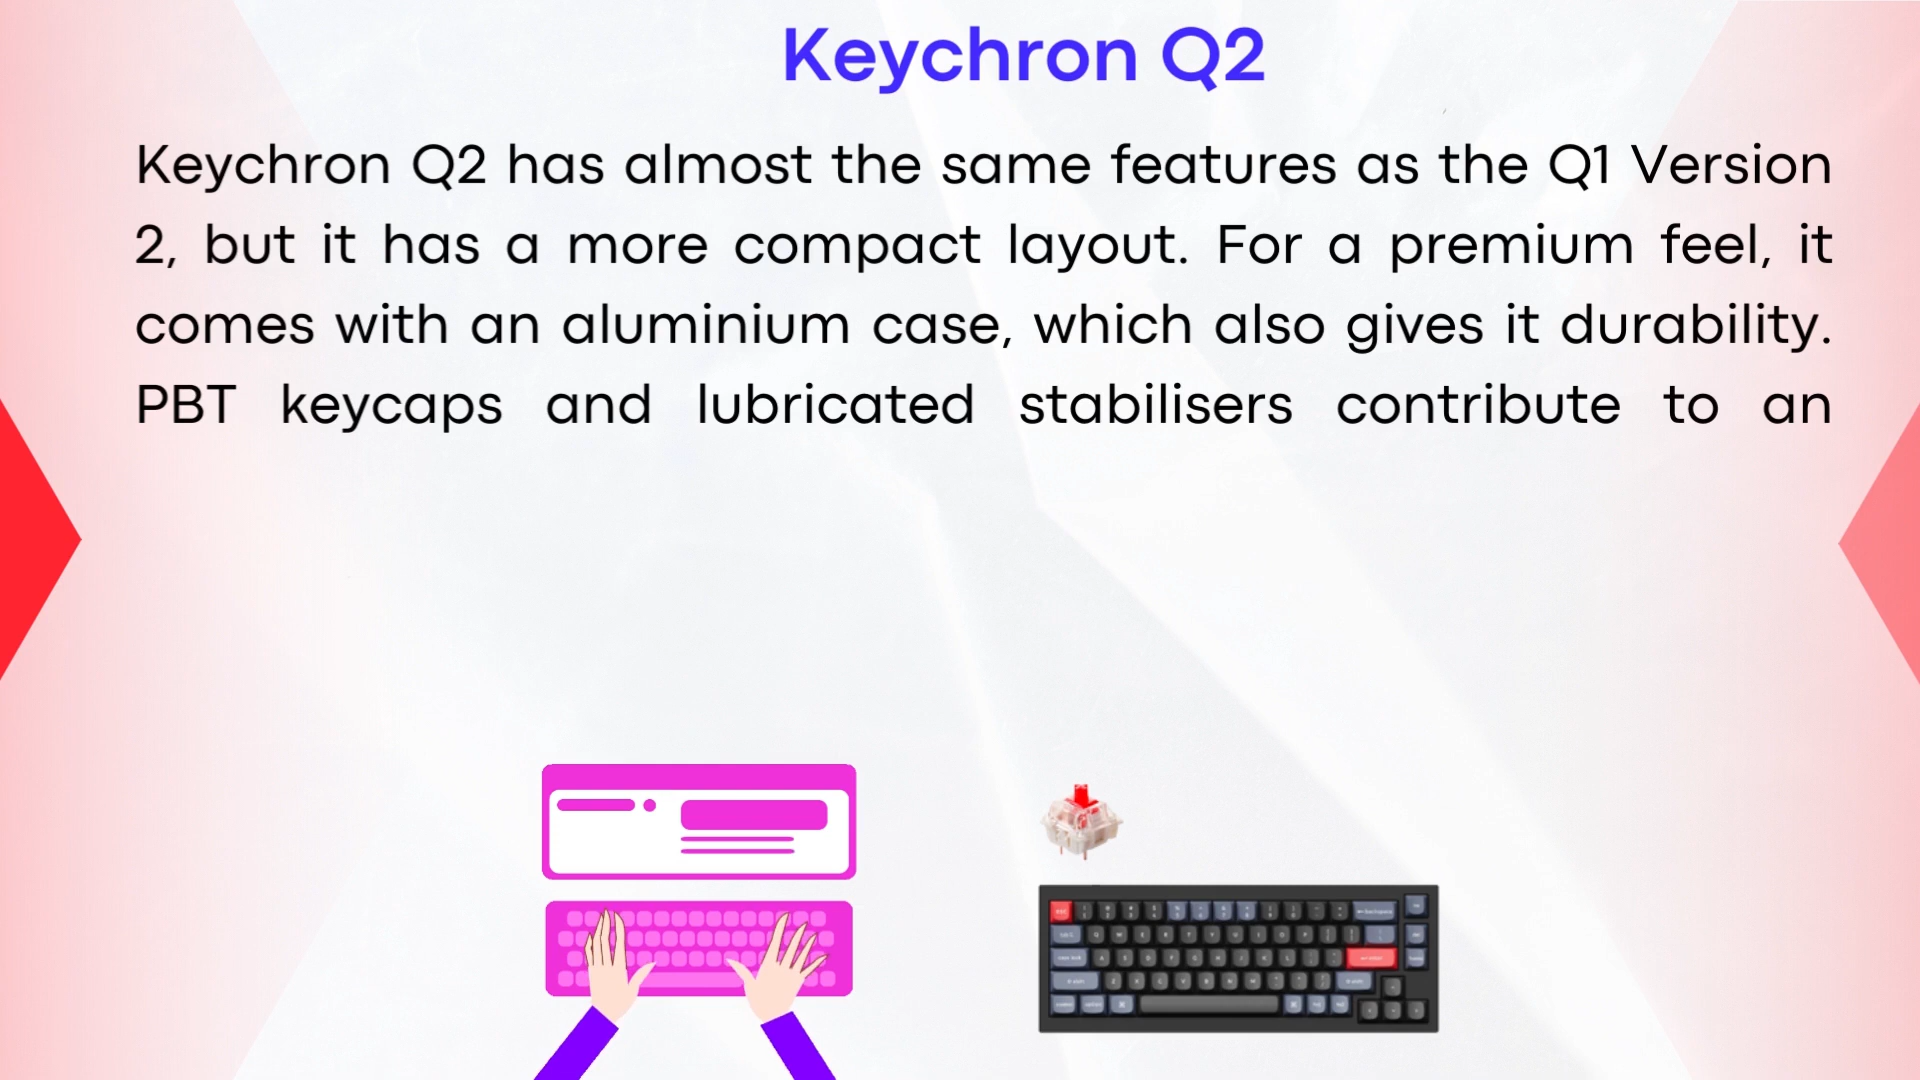 Keychron Q2
Keychron Q2 has almost the same features as the Q1 Version
2, but it has a more compact layout. For a premium feel, it
comes with an aluminium case, which also gives it durability.
PBT keycaps and lubricated stabilisers contribute to an